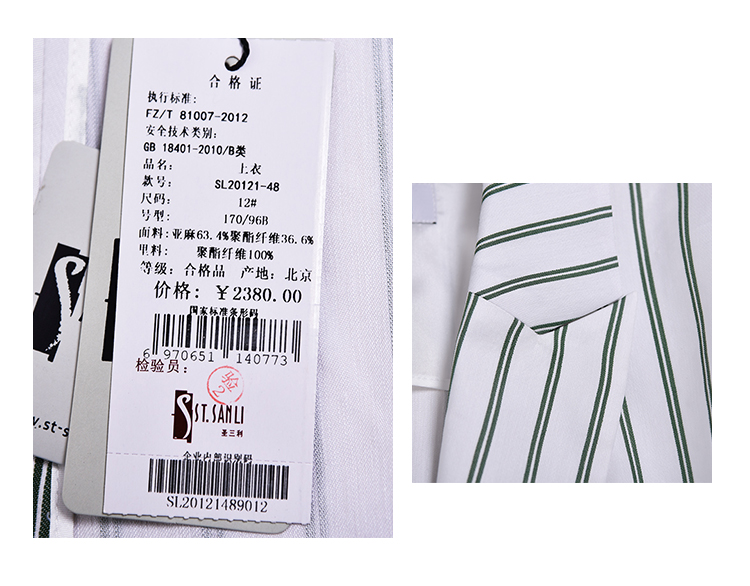 合格证
执行标准:
FZ/T 81007-2012
安全技术类别:
GB 18401-2010/B类
品名: 上衣
款号: SL20121-48
尺码: 12#
号型: 170/96B
面料: 亚麻63.4%聚酯纤维36.6%
里料: 聚酯纤维100%
等级: 合格品 产地: 北京
价格: ¥2380.00
国家标准条形码
6 970651 140773
检验员:
验
2
ST.SANLI
圣三利
企业内部识别码
SL20121489012
w.st-s